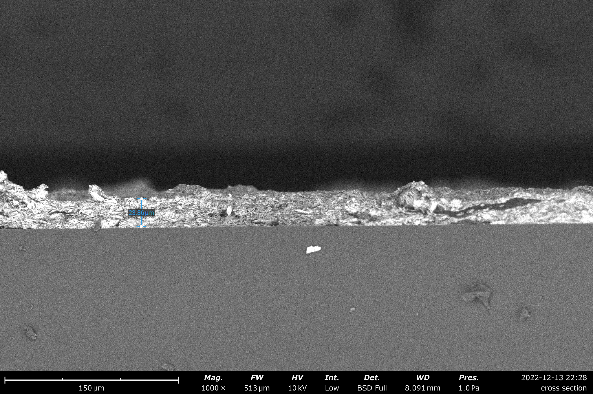 Mag. FW HV Int. Det. WD Pres. 2022-12-13 22:28
150 µm 1000 × 513 µm 10 kV Low BSD Full 8.091 mm 1.0 Pa cross section